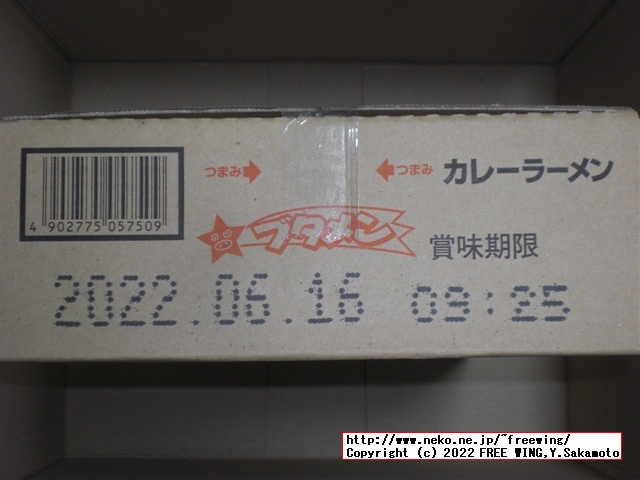 つまみ
つまみ カレーラーメン
4 902775 057509
ブタメン
賞味期限
2022.06.16 09:25
http://www.neko.ne.jp/~freewing/
Copyright (c) 2022 FREE WING,Y.Sakamoto